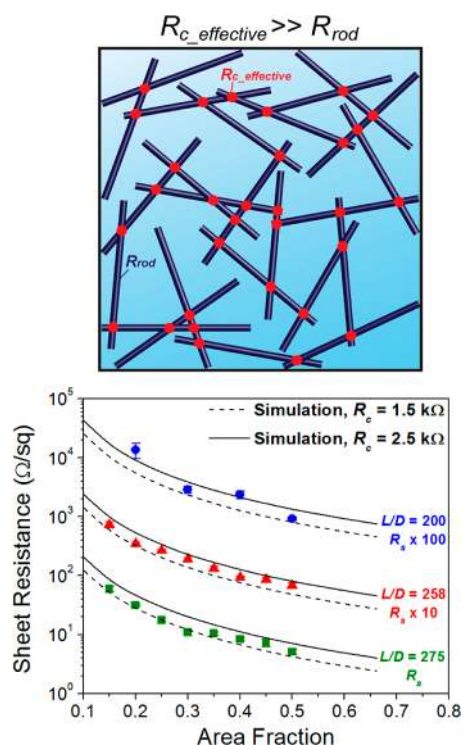 R_c_effective >> R_rod
R_c_effective
R_rod
Sheet Resistance (Ω/sq)
10^5
10^4
10^3
10^2
10^1
10^0
Simulation, R_c = 1.5 kΩ
Simulation, R_c = 2.5 kΩ
L/D = 200
R_s x 100
L/D = 258
R_s x 10
L/D = 275
R_s
0.1 0.2 0.3 0.4 0.5 0.6 0.7 0.8
Area Fraction